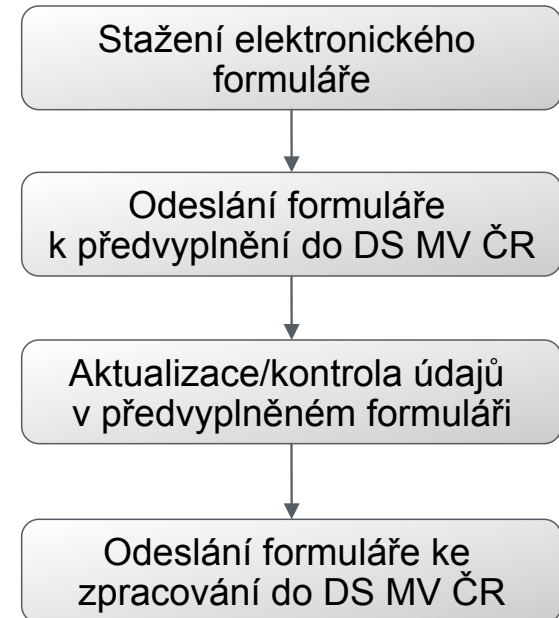 Stažení elektronického
formuláře
Odeslání formuláře
k předvyplnění do DS MV ČR
Aktualizace/kontrola údajů
v předvyplněném formuláři
Odeslání formuláře ke
zpracování do DS MV ČR